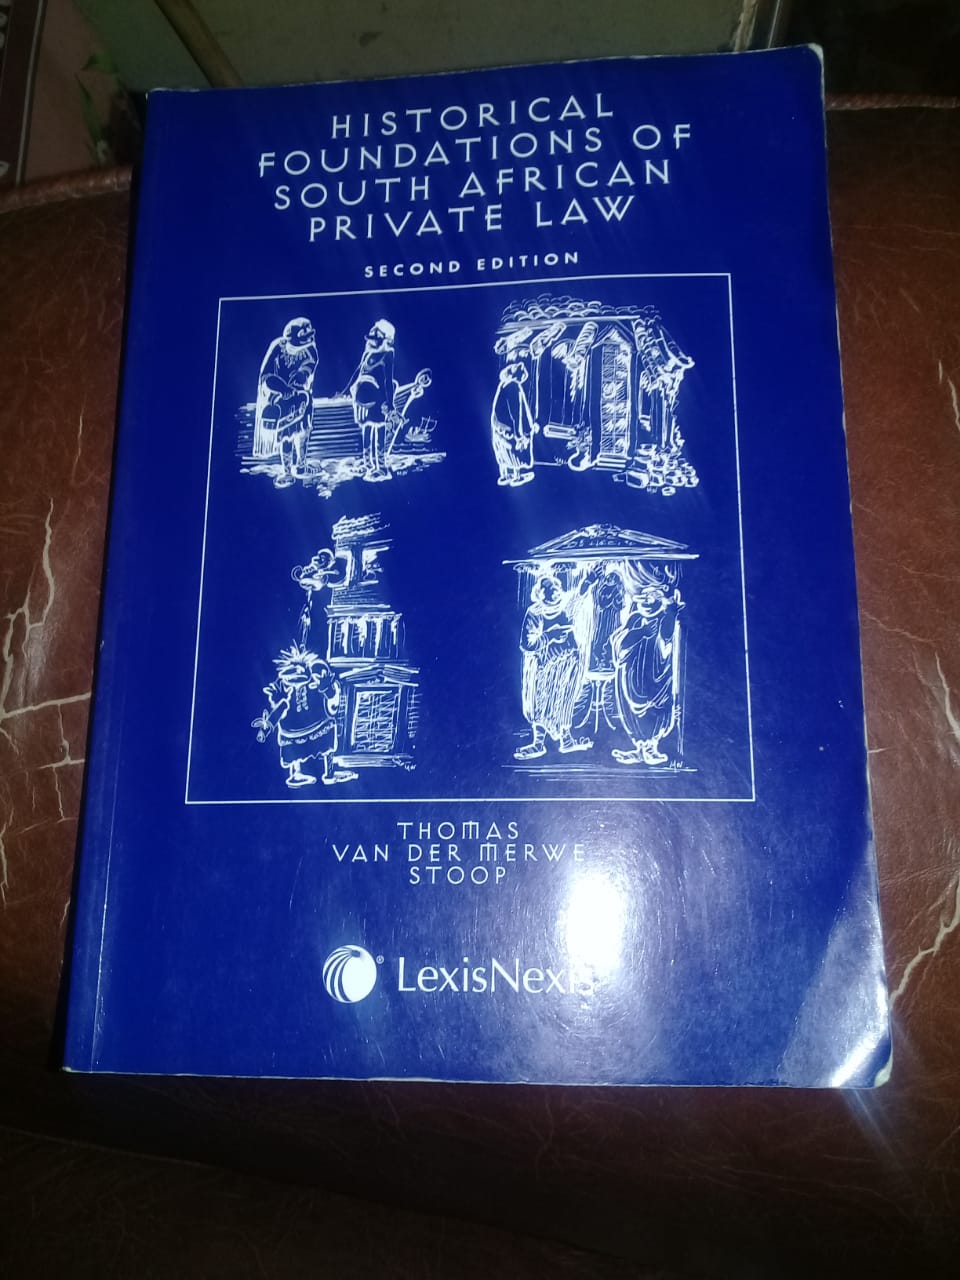 HISTORICAL
FOUNDATIONS OF
SOUTH AFRICAN
PRIVATE LAW
SECOND EDITION
THOMAS
VAN DER MERWE
STOOP
LexisNexis